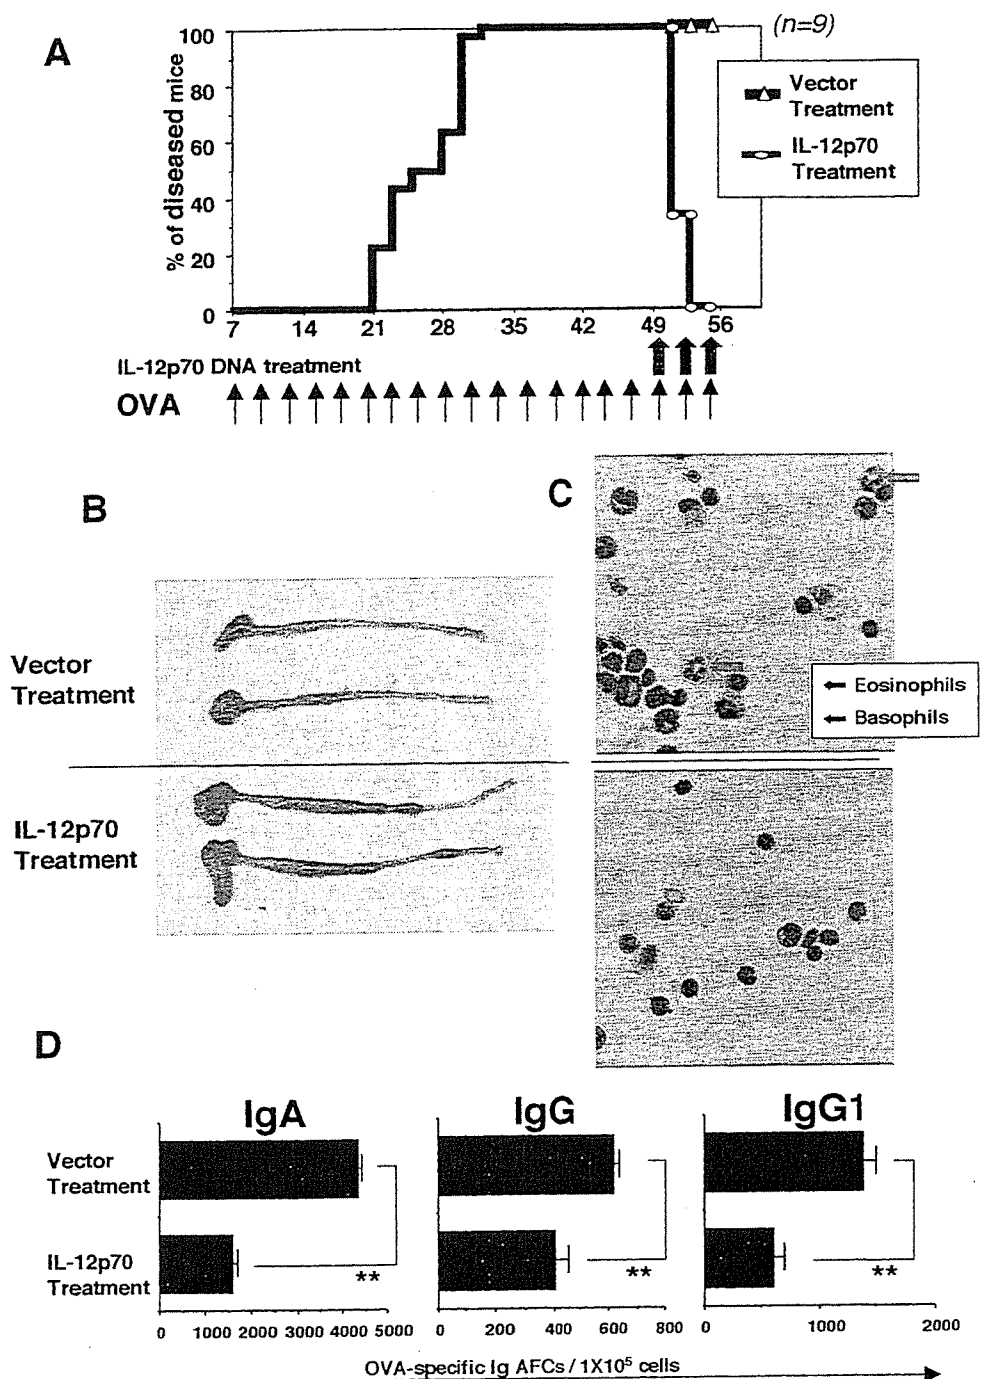 A
(n=9)
% of diseased mice
100
80
60
40
20
0
7 14 21 28 35 42 49 56
Vector
Treatment
IL-12p70
Treatment
IL-12p70 DNA treatment
OVA
B
C
Vector
Treatment
IL-12p70
Treatment
Eosinophils
Basophils
D
IgA
IgG
IgG1
Vector
Treatment
IL-12p70
Treatment
**
**
**
0 1000 2000 3000 4000 5000
0 200 400 600 800
0 1000 2000
OVA-specific Ig AFCs / 1X10⁵ cells